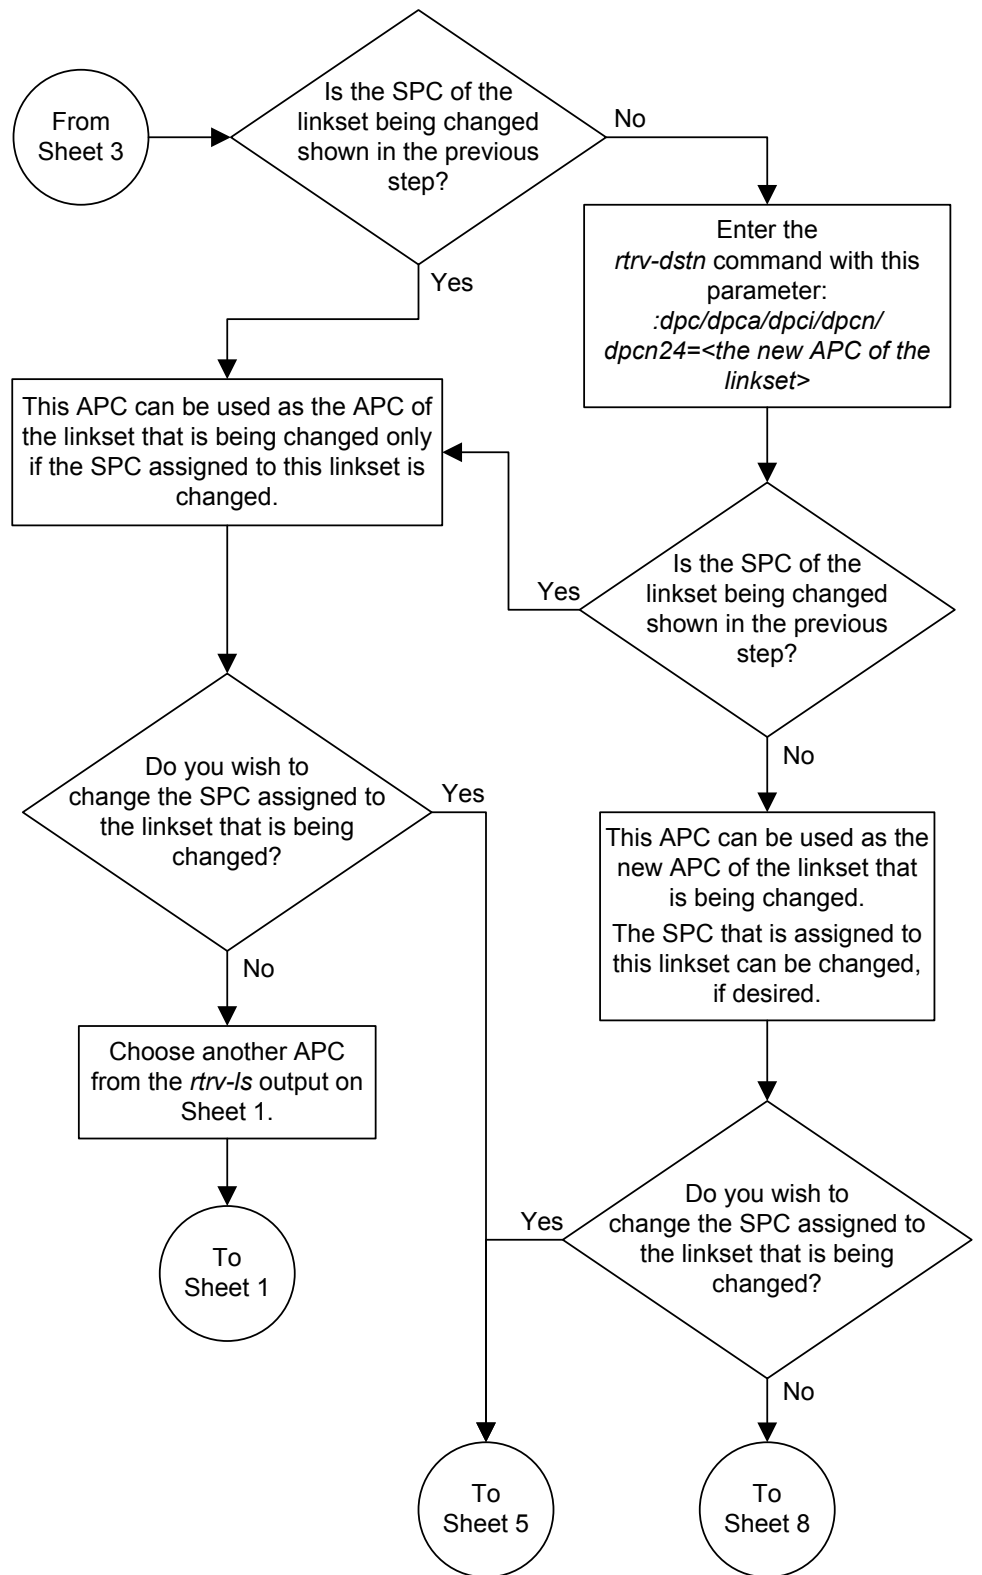 From
Sheet 3
Is the SPC of the
linkset being changed
shown in the previous
step?
No
Yes
Enter the
rtrv-dstn command with this
parameter:
:dpc/dpca/dpci/dpcn/
dpcn24=<the new APC of the
linkset>
This APC can be used as the APC of
the linkset that is being changed only
if the SPC assigned to this linkset is
changed.
Is the SPC of the
linkset being changed
shown in the previous
step?
Yes
No
Do you wish to
change the SPC assigned to
the linkset that is being
changed?
Yes
No
This APC can be used as the
new APC of the linkset that
is being changed.
The SPC that is assigned to
this linkset can be changed,
if desired.
Choose another APC
from the rtrv-ls output on
Sheet 1.
To
Sheet 1
Do you wish to
change the SPC assigned to
the linkset that is being
changed?
Yes
No
To
Sheet 5
To
Sheet 8